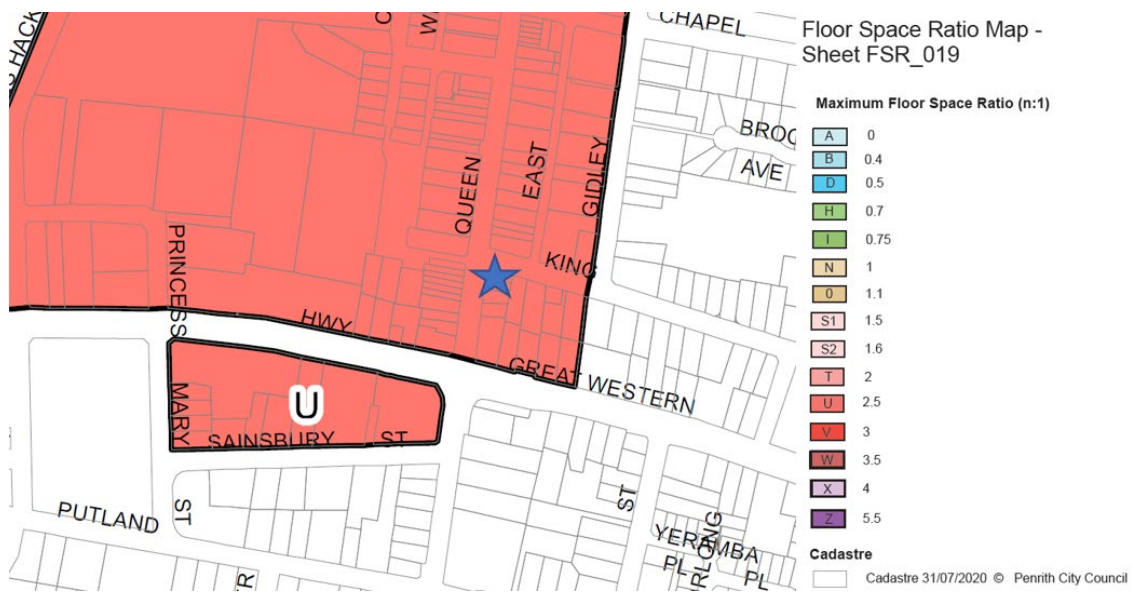 CHAPEL
BROC
AVE
QUEEN
EAST
GIDLEY
KING
PRINCESS
HWY
GREAT WESTERN
MARY
U
SAINSBURY ST
PUTLAND
ST
ST
YERAMBA
PL
PL
Floor Space Ratio Map -
Sheet FSR_019
Maximum Floor Space Ratio (n:1)
A 0
B 0.4
D 0.5
H 0.7
I 0.75
N 1
0 1.1
S1 1.5
S2 1.6
T 2
U 2.5
V 3
W 3.5
X 4
Z 5.5
Cadastre
Cadastre 31/07/2020 © Penrith City Council